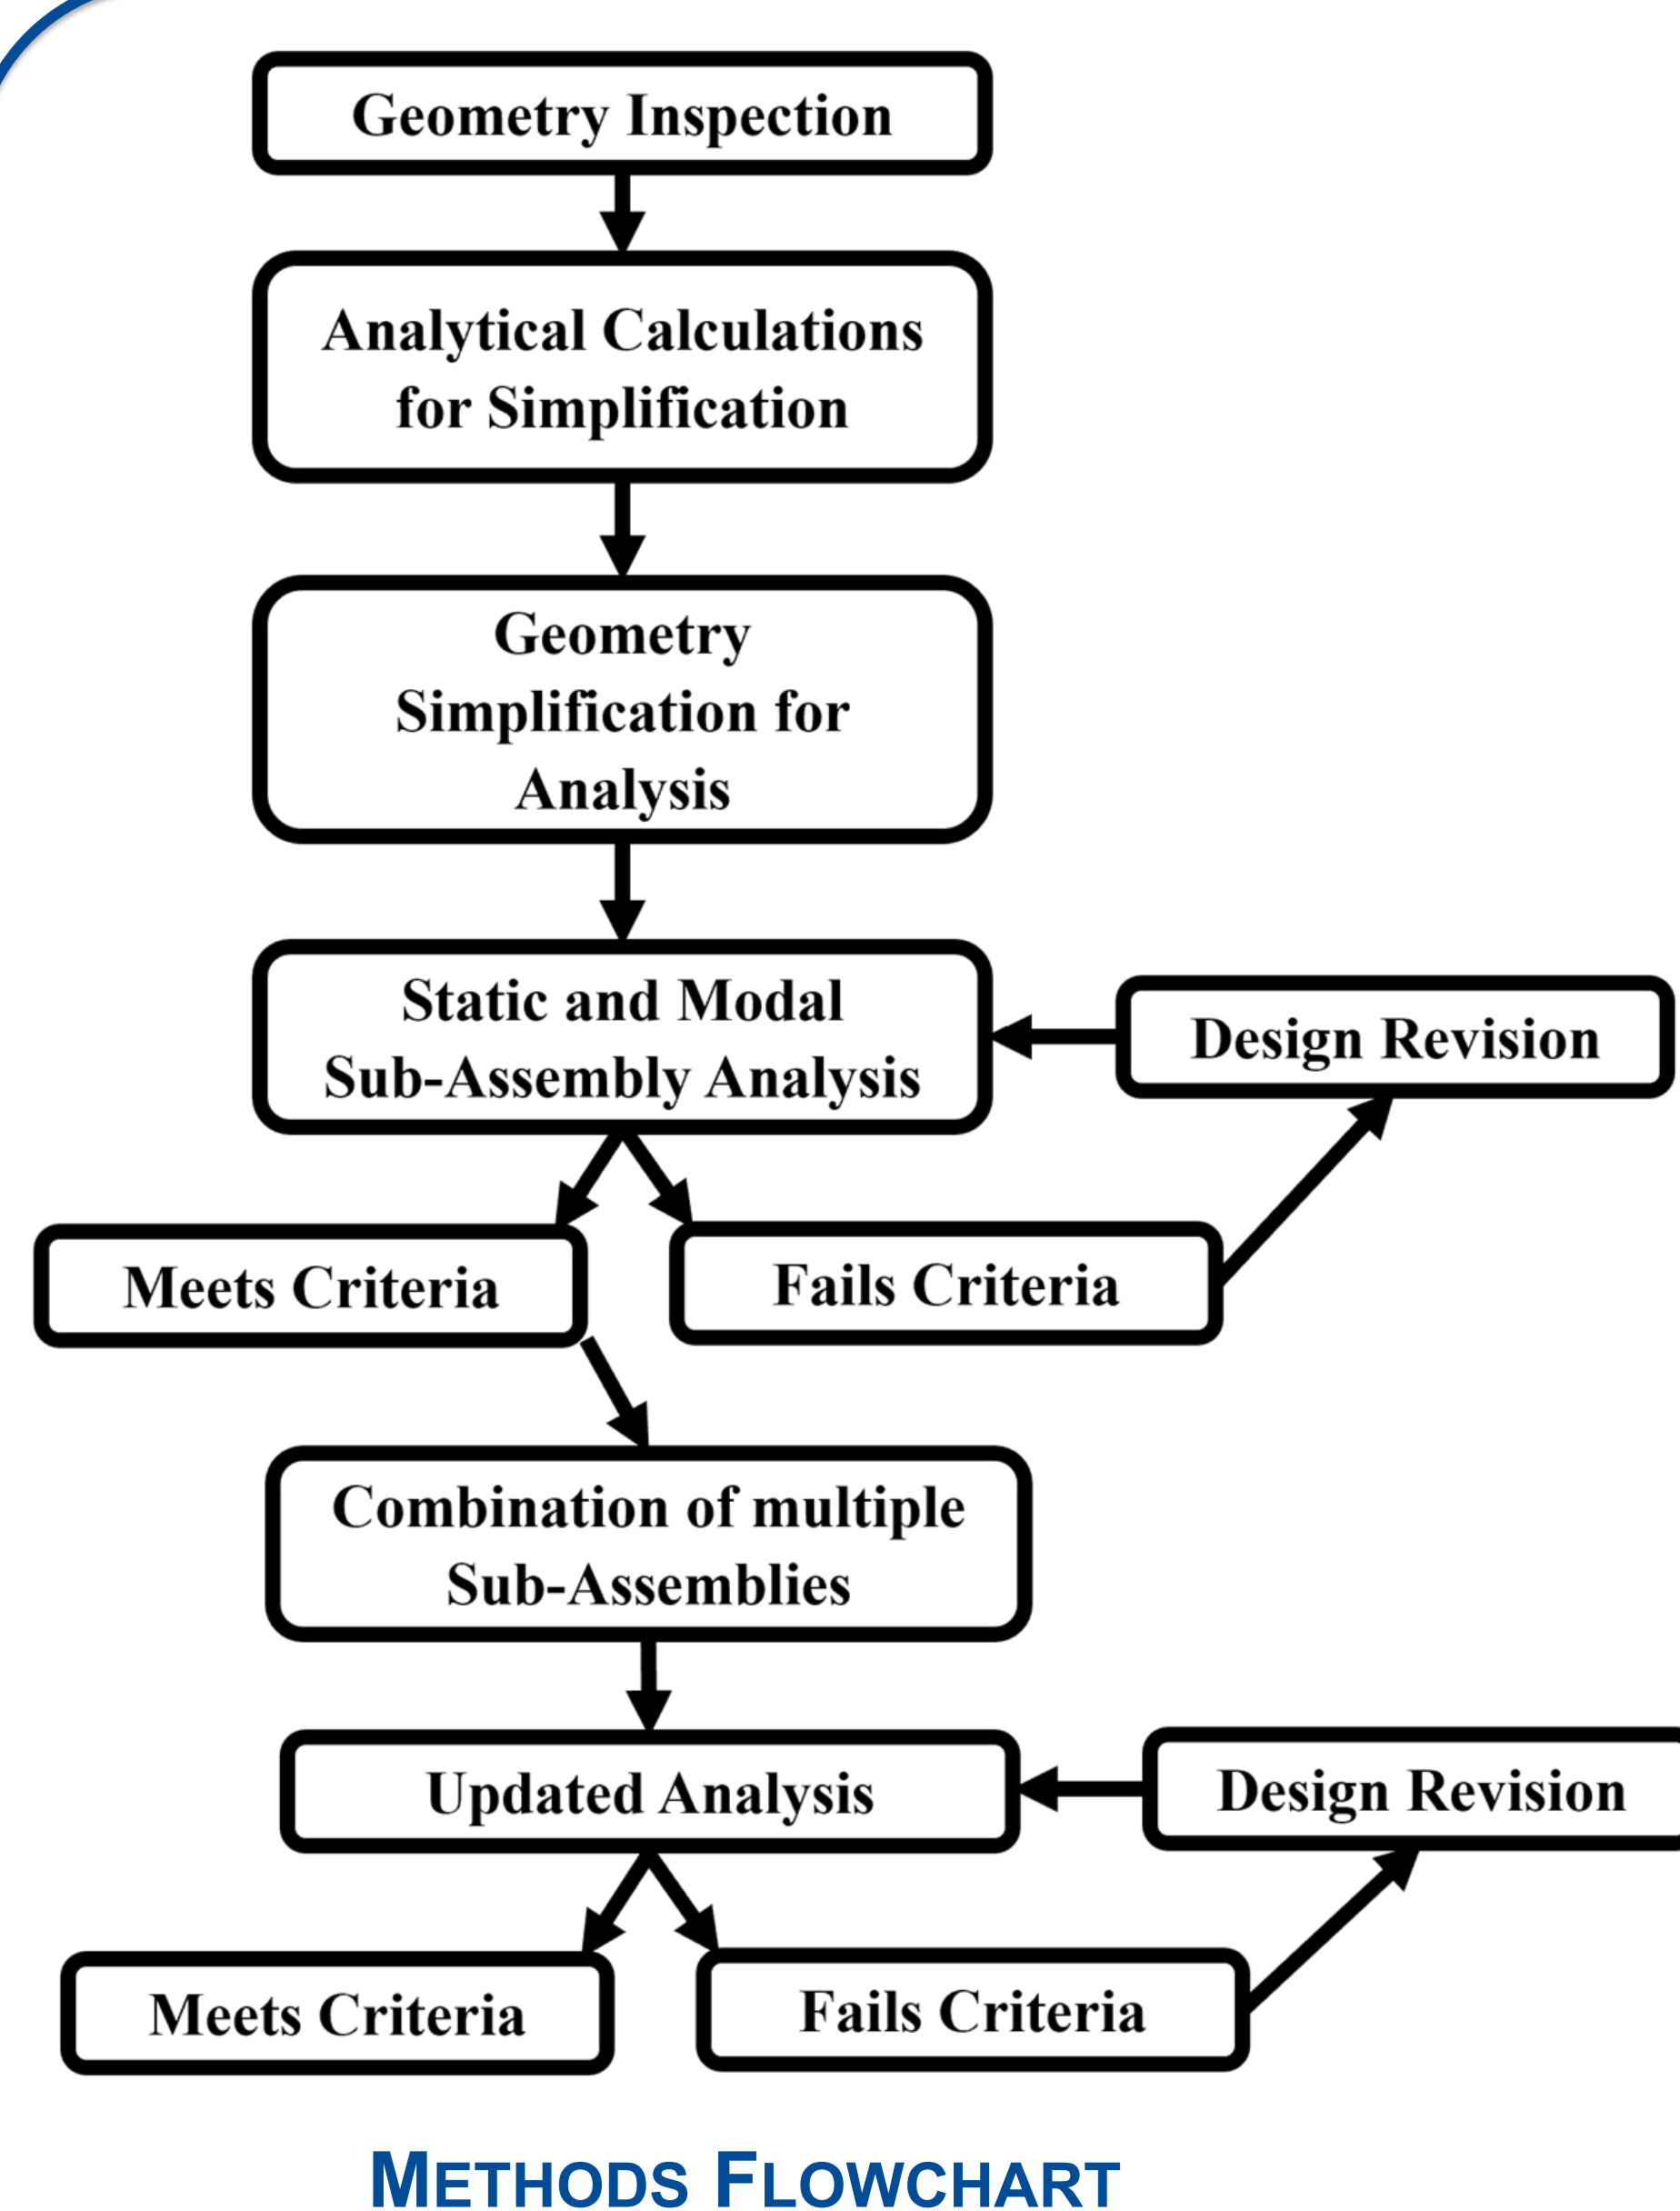 Geometry Inspection
Analytical Calculations
for Simplification
Geometry
Simplification for
Analysis
Static and Modal
Sub-Assembly Analysis
Design Revision
Meets Criteria
Fails Criteria
Combination of multiple
Sub-Assemblies
Updated Analysis
Design Revision
Meets Criteria
Fails Criteria
METHODS FLOWCHART